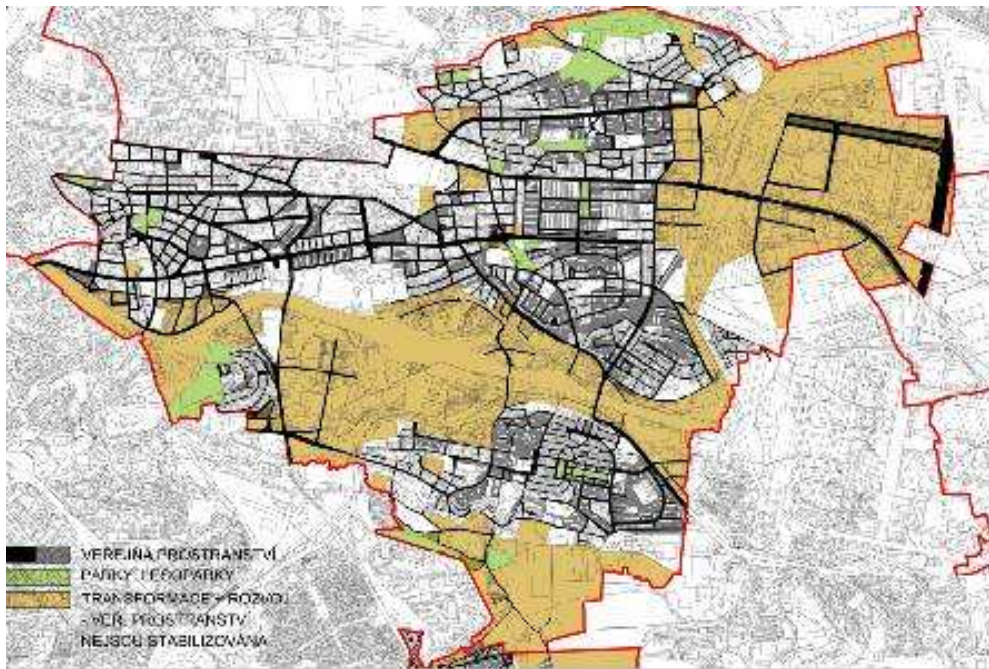 VEŘEJNÁ PROSTRANSTVÍ
PARKY, LESOPARKY
TRANSFORMACE + ROZVOJ
- VEŘ. PROSTRANSTVÍ
NEJSOU STABILIZOVÁNA